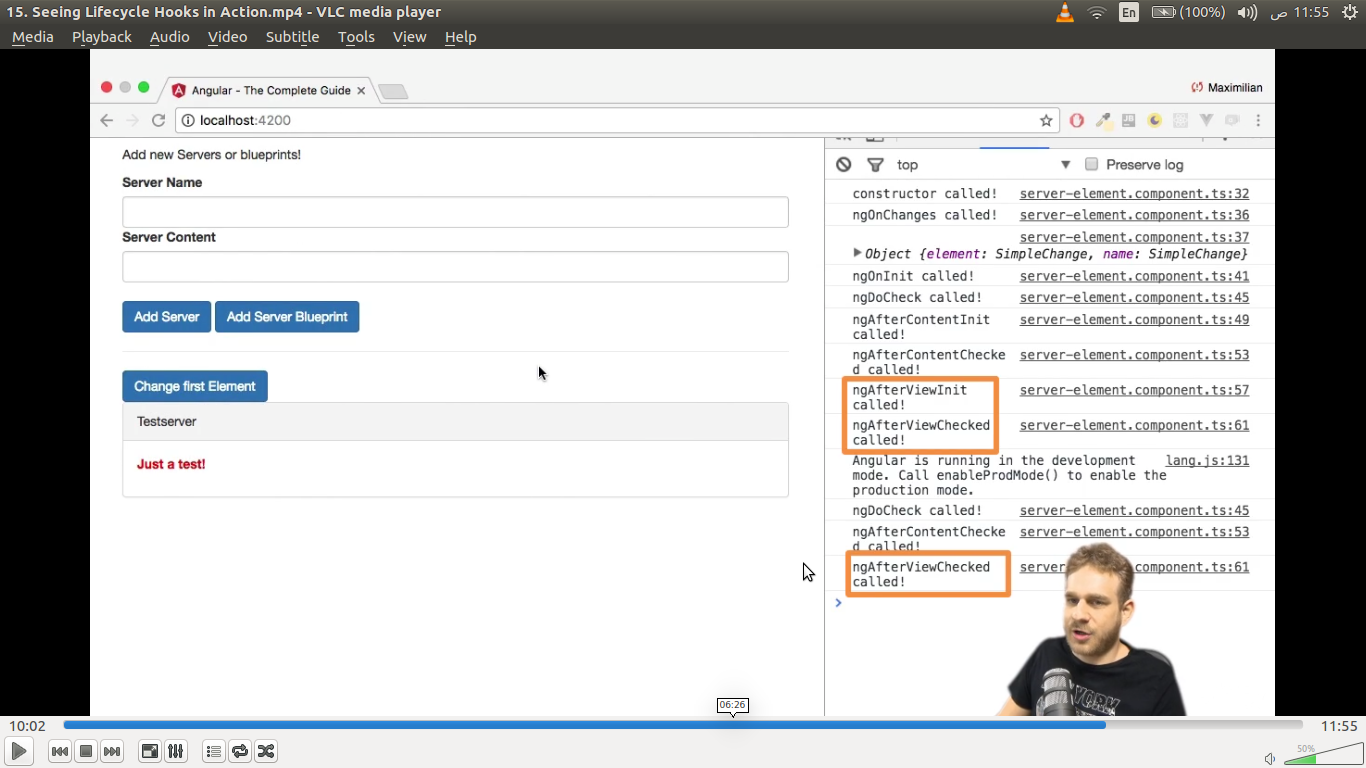 15. Seeing Lifecycle Hooks in Action.mp4 - VLC media player
En (100%) ص 11:55
Media Playback Audio Video Subtitle Tools View Help
Angular - The Complete Guide
Maximilian
localhost:4200
Add new Servers or blueprints!
Server Name
Server Content
Add Server Add Server Blueprint
Change first Element
Testserver
Just a test!
top Preserve log
constructor called! server-element.component.ts:32
ngOnChanges called! server-element.component.ts:36
server-element.component.ts:37
Object {element: SimpleChange, name: SimpleChange}
ngOnInit called! server-element.component.ts:41
ngDoCheck called! server-element.component.ts:45
ngAfterContentInit server-element.component.ts:49
called!
ngAfterContentChecke server-element.component.ts:53
d called!
ngAfterViewInit server-element.component.ts:57
called!
ngAfterViewChecked server-element.component.ts:61
called!
Angular is running in the development lang.js:131
mode. Call enableProdMode() to enable the
production mode.
ngDoCheck called! server-element.component.ts:45
ngAfterContentChecke server-element.component.ts:53
d called!
ngAfterViewChecked server component.ts:61
called!
06:26
10:02 11:55
50%